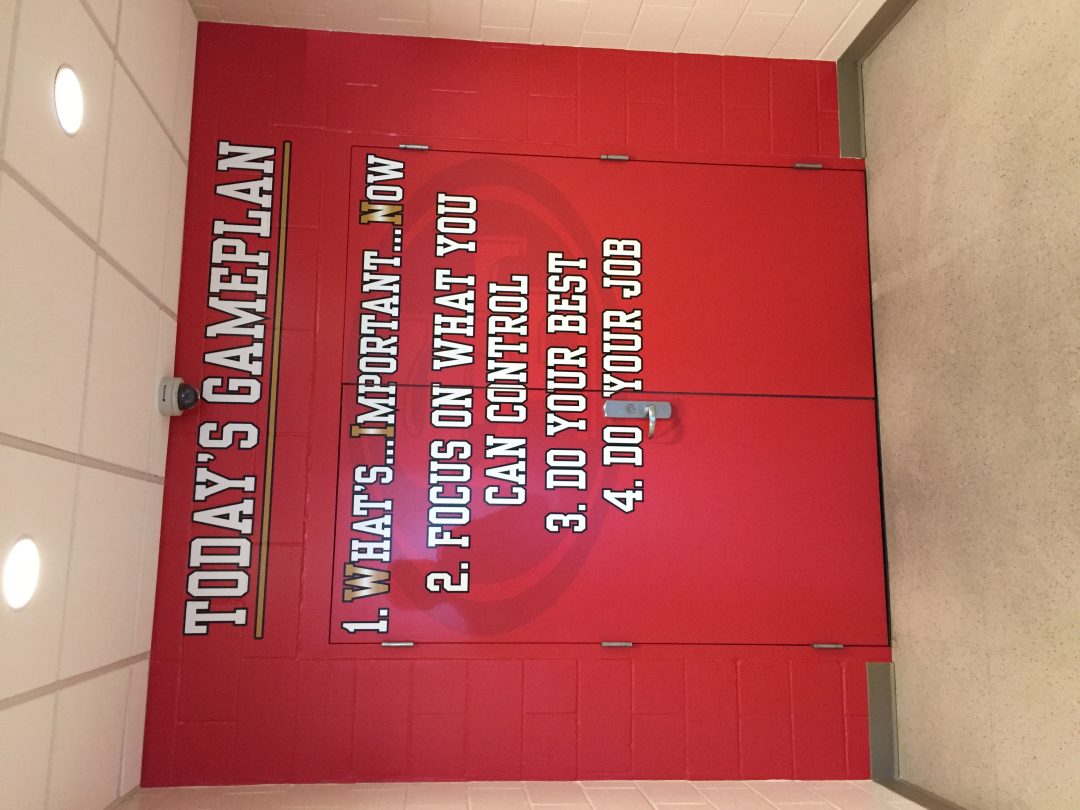 TODAY'S GAMEPLAN
1. WHAT'S...IMPORTANT...NOW
2. FOCUS ON WHAT YOU
CAN CONTROL
3. DO YOUR BEST
4. DO YOUR JOB